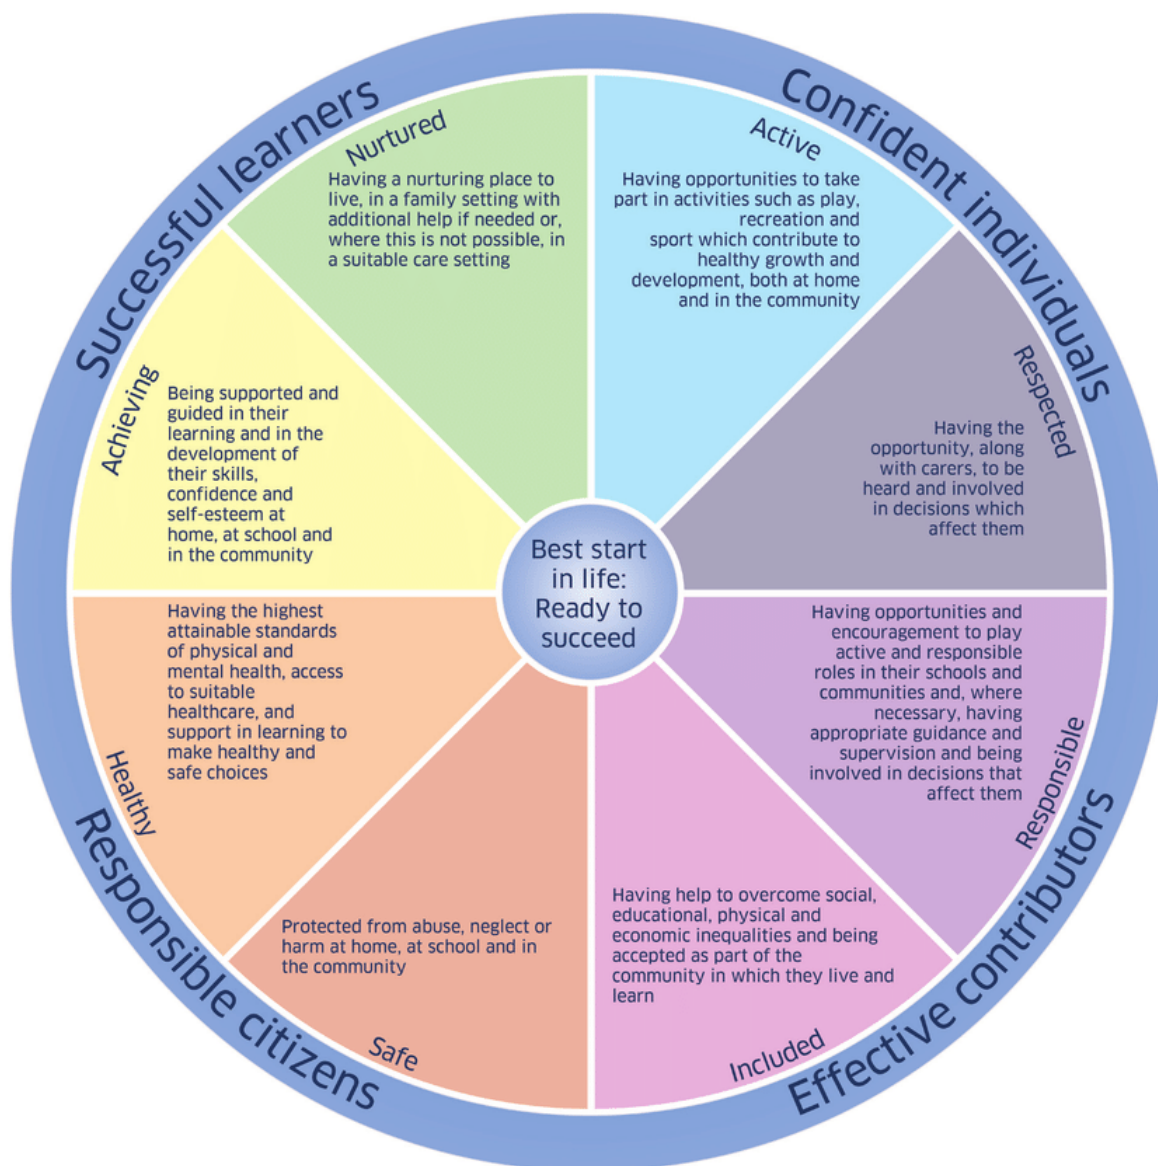 Successful learners
Confident individuals
Nurtured
Having a nurturing place to
live, in a family setting with
additional help if needed or,
where this is not possible, in
a suitable care setting
Active
Having opportunities to take
part in activities such as play,
recreation and
sport which contribute to
healthy growth and
development, both at home
and in the community
Achieving
Being supported and
guided in their
learning and in the
development of
their skills,
confidence and
self-esteem at
home, at school and
in the community
Respected
Having the
opportunity, along
with carers, to be
heard and involved
in decisions which
affect them
Best start
in life:
Ready to
succeed
Healthy
Having the highest
attainable standards
of physical and
mental health, access
to suitable
healthcare, and
support in learning to
make healthy and
safe choices
Responsible
Having opportunities and
encouragement to play
active and responsible
roles in their schools and
communities and, where
necessary, having
appropriate guidance and
supervision and being
involved in decisions that
affect them
Safe
Protected from abuse, neglect or
harm at home, at school and in
the community
Included
Having help to overcome social,
educational, physical and
economic inequalities and being
accepted as part of the
community in which they live and
learn
Responsible citizens
Effective contributors